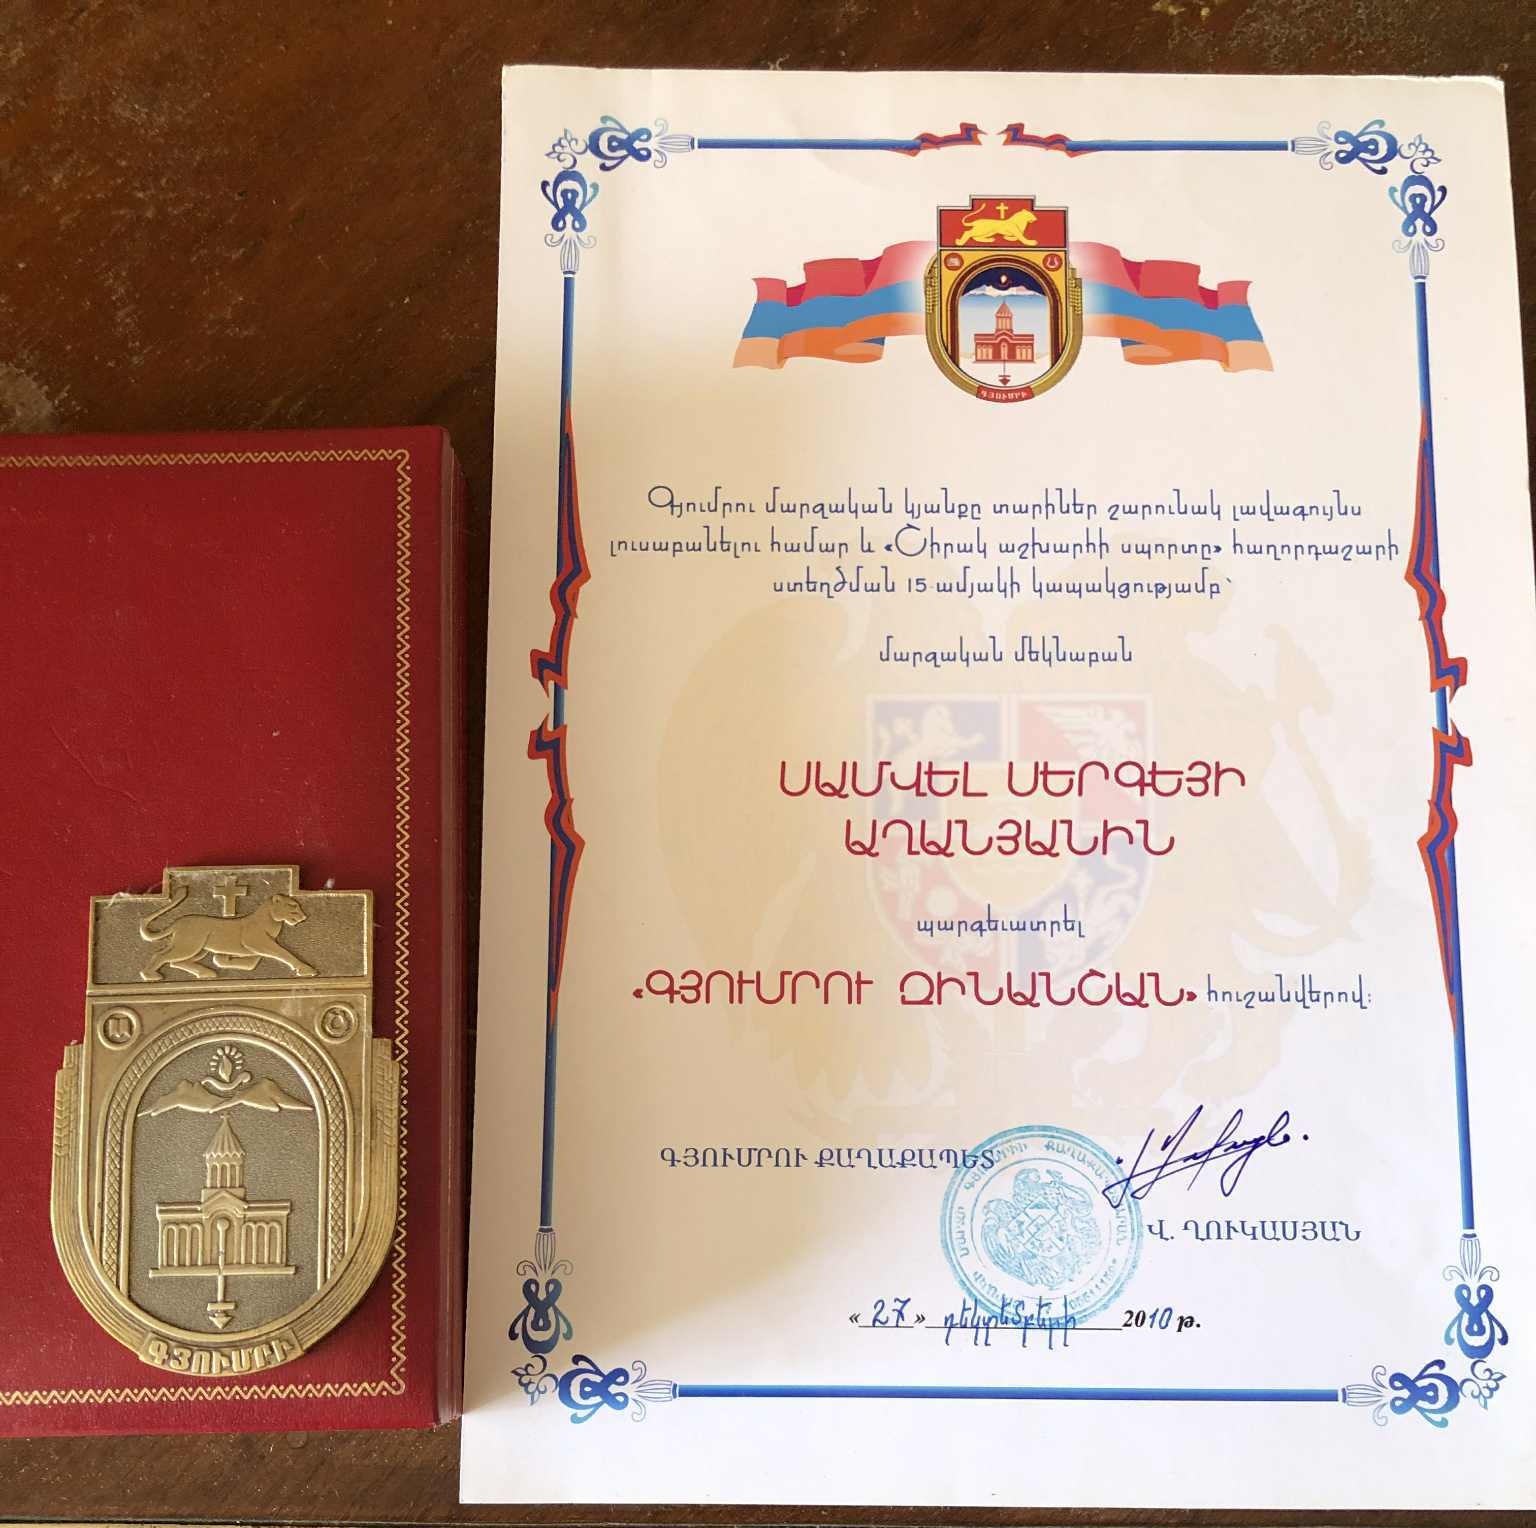 ԳՅՈՒՄՐԻ
Գյումրու մարզական կյանքը տարիներ շարունակ լավագույնս
լուսաբանելու համար և «Շիրակ աշխարհի սպորտը» հաղորդաշարի
ստեղծման 15-ամյակի կապակցությամբ՝
մարզական մեկնաբան
ՍԱՄՎԵԼ ՍԵՐԳԵՅԻ
ԱՂԱՆՅԱՆԻՆ
պարգեւատրել
«ԳՅՈՒՄՐՈՒ ԶԻՆԱՆՇԱՆ» հուշանվերով:
ԳՅՈՒՄՐՈՒ ՔԱՂԱՔԱՊԵՏ
Վ. ՂՈՒԿԱՍՅԱՆ
«27» դեկտեմբերի 2010 թ.
ԳՅՈՒՄՐԻ